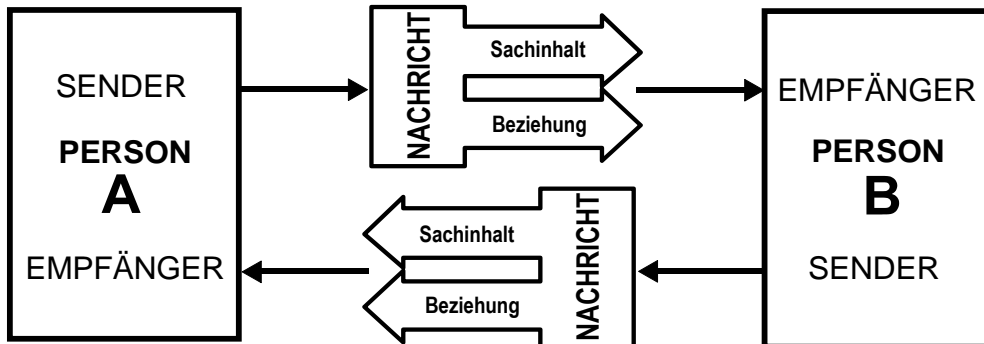 SENDER
PERSON
A
EMPFÄNGER
NACHRICHT
Sachinhalt
Beziehung
Sachinhalt
Beziehung
NACHRICHT
EMPFÄNGER
PERSON
B
SENDER